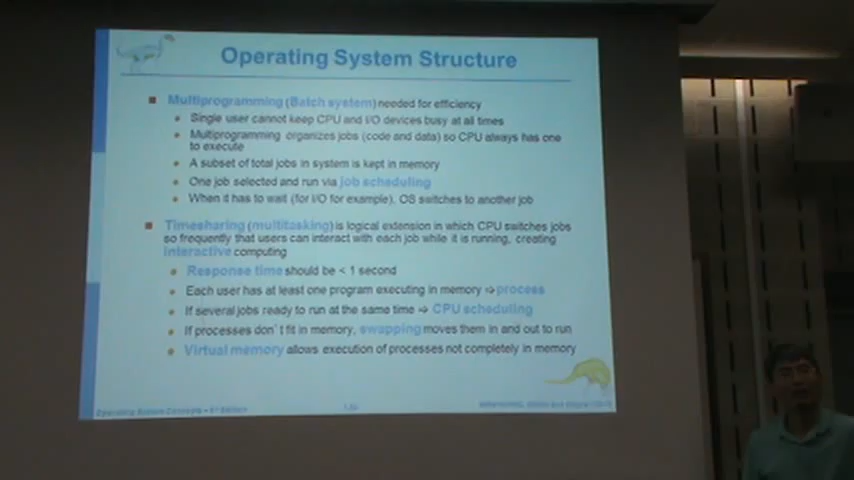 Operating System Structure
Multiprogramming (Batch system) needed for efficiency
Single user cannot keep CPU and I/O devices busy at all times
Multiprogramming organizes jobs (code and data) so CPU always has one
to execute
A subset of total jobs in system is kept in memory
One job selected and run via job scheduling
When it has to wait (for I/O for example), OS switches to another job
Timesharing (multitasking) is logical extension in which CPU switches jobs
so frequently that users can interact with each job while it is running, creating
interactive computing
Response time should be < 1 second
Each user has at least one program executing in memory ⇨ process
If several jobs ready to run at the same time ⇨ CPU scheduling
If processes don't fit in memory, swapping moves them in and out to run
Virtual memory allows execution of processes not completely in memory
Operating System Concepts –